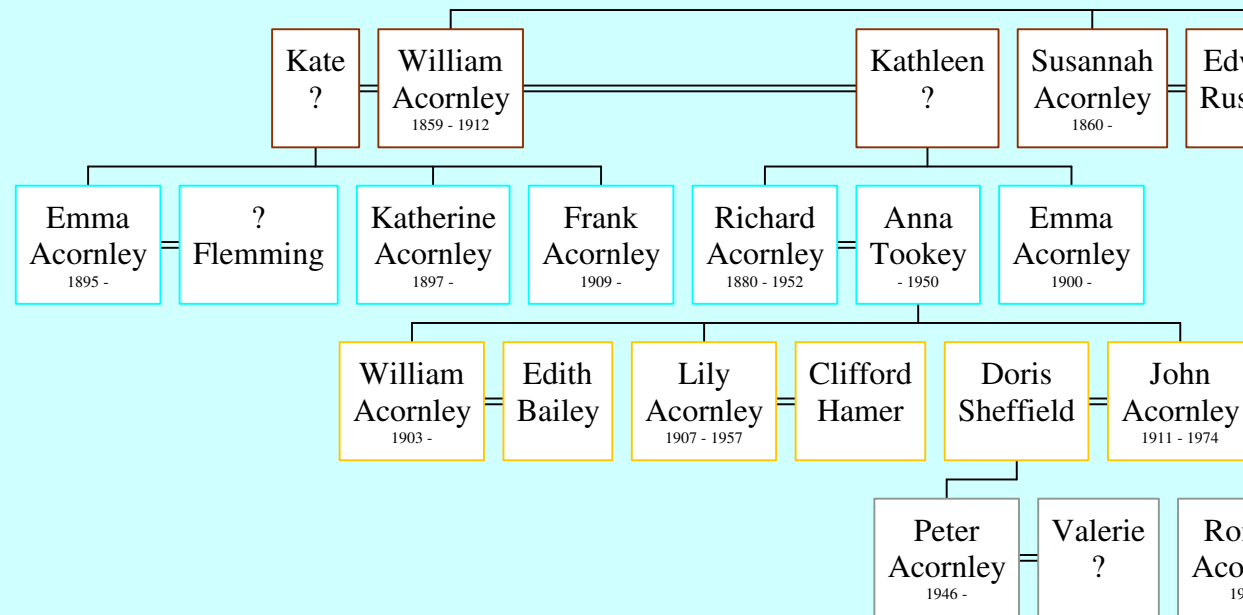 Kate
?
William
Acornley
1859 - 1912
Kathleen
?
Susannah
Acornley
1860 -
Emma
Acornley
1895 -
?
Flemming
Katherine
Acornley
1897 -
Frank
Acornley
1909 -
Richard
Acornley
1880 - 1952
Anna
Tookey
- 1950
Emma
Acornley
1900 -
William
Acornley
1903 -
Edith
Bailey
Lily
Acornley
1907 - 1957
Clifford
Hamer
Doris
Sheffield
John
Acornley
1911 - 1974
Peter
Acornley
1946 -
Valerie
?